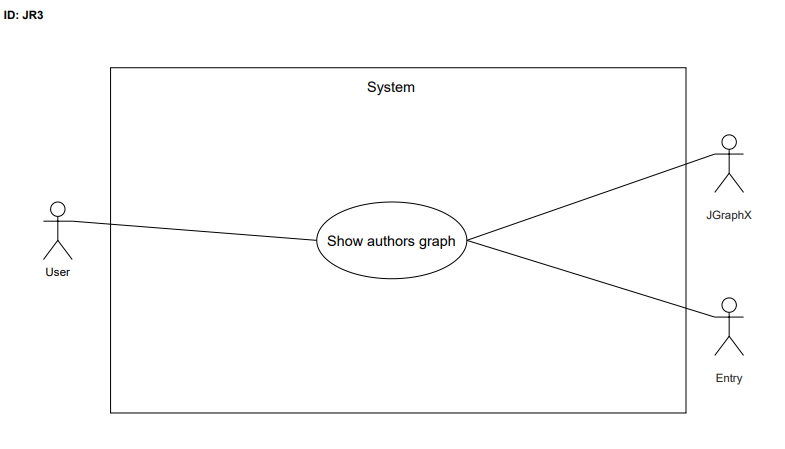 ID: JR3
System
JGraphX
Show authors graph
User
Entry